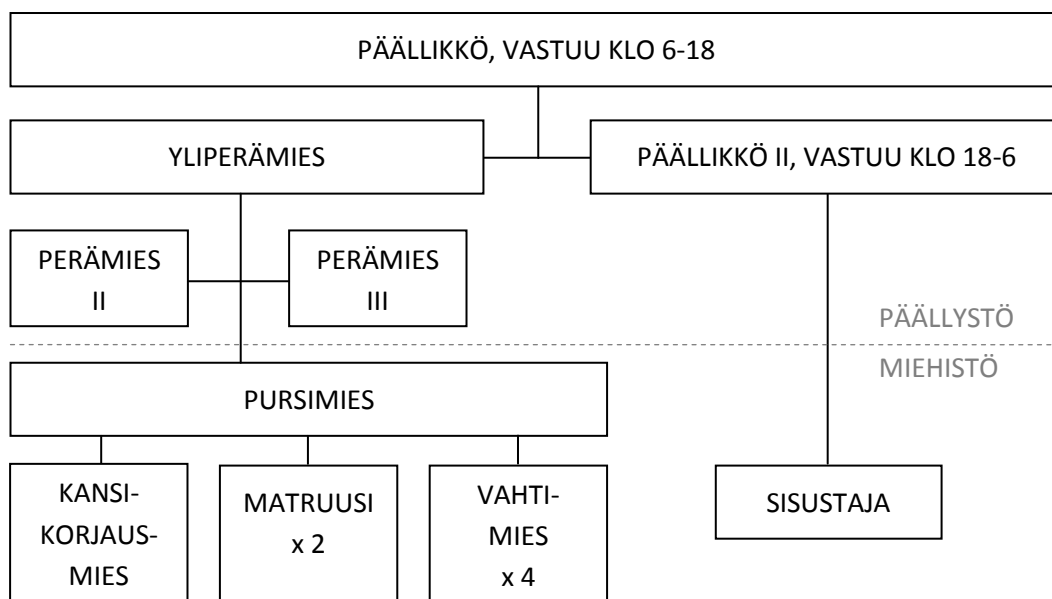 PÄÄLLIKKÖ, VASTUU KLO 6-18
YLIPERÄMIES
PÄÄLLIKKÖ II, VASTUU KLO 18-6
PERÄMIES
II
PERÄMIES
III
PÄÄLLYSTÖ
MIEHISTÖ
PURSIMIES
KANSI-
KORJAUS-
MIES
MATRUUSI
x 2
VAHTI-
MIES
x 4
SISUSTAJA